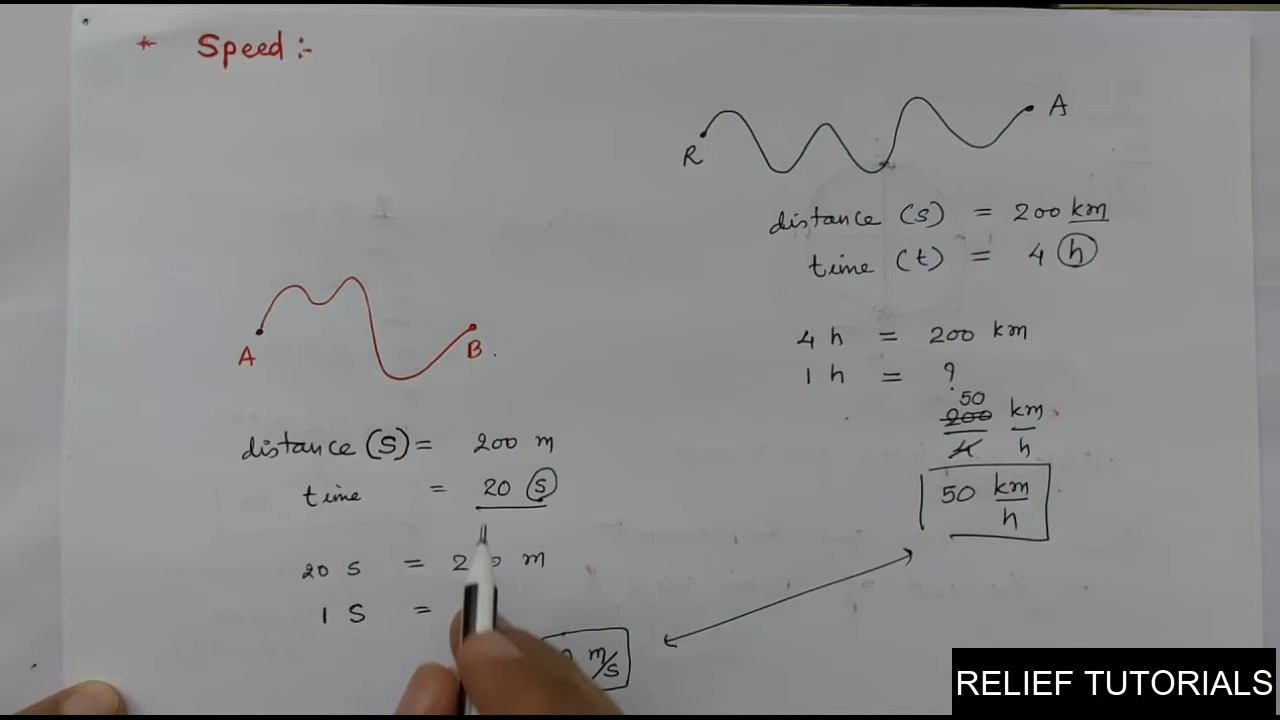 * Speed :-
R
A
distance (s) = 200 km
time (t) = 4 h
4 h = 200 km
1 h = ?
50
200 km
4 h
50 km
h
A
B
distance (S) = 200 m
time = 20 s
20 s = m
1 S =
m/s
RELIEF TUTORIALS